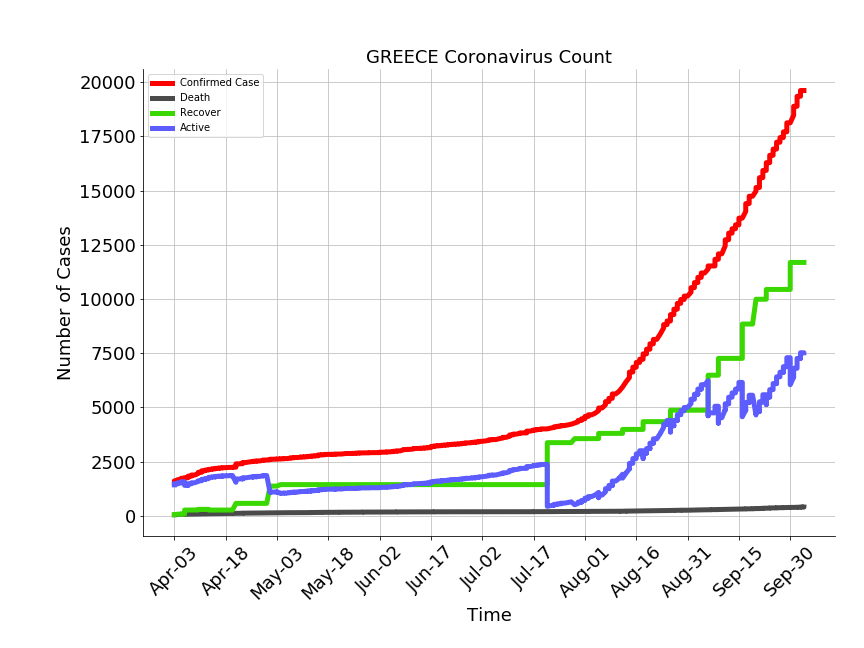 GREECE Coronavirus Count
Confirmed Case
Death
Recover
Active
20000
17500
15000
12500
10000
7500
5000
2500
0
Number of Cases
Apr-03
Apr-18
May-03
May-18
Jun-02
Jun-17
Jul-02
Jul-17
Aug-01
Aug-16
Aug-31
Sep-15
Sep-30
Time